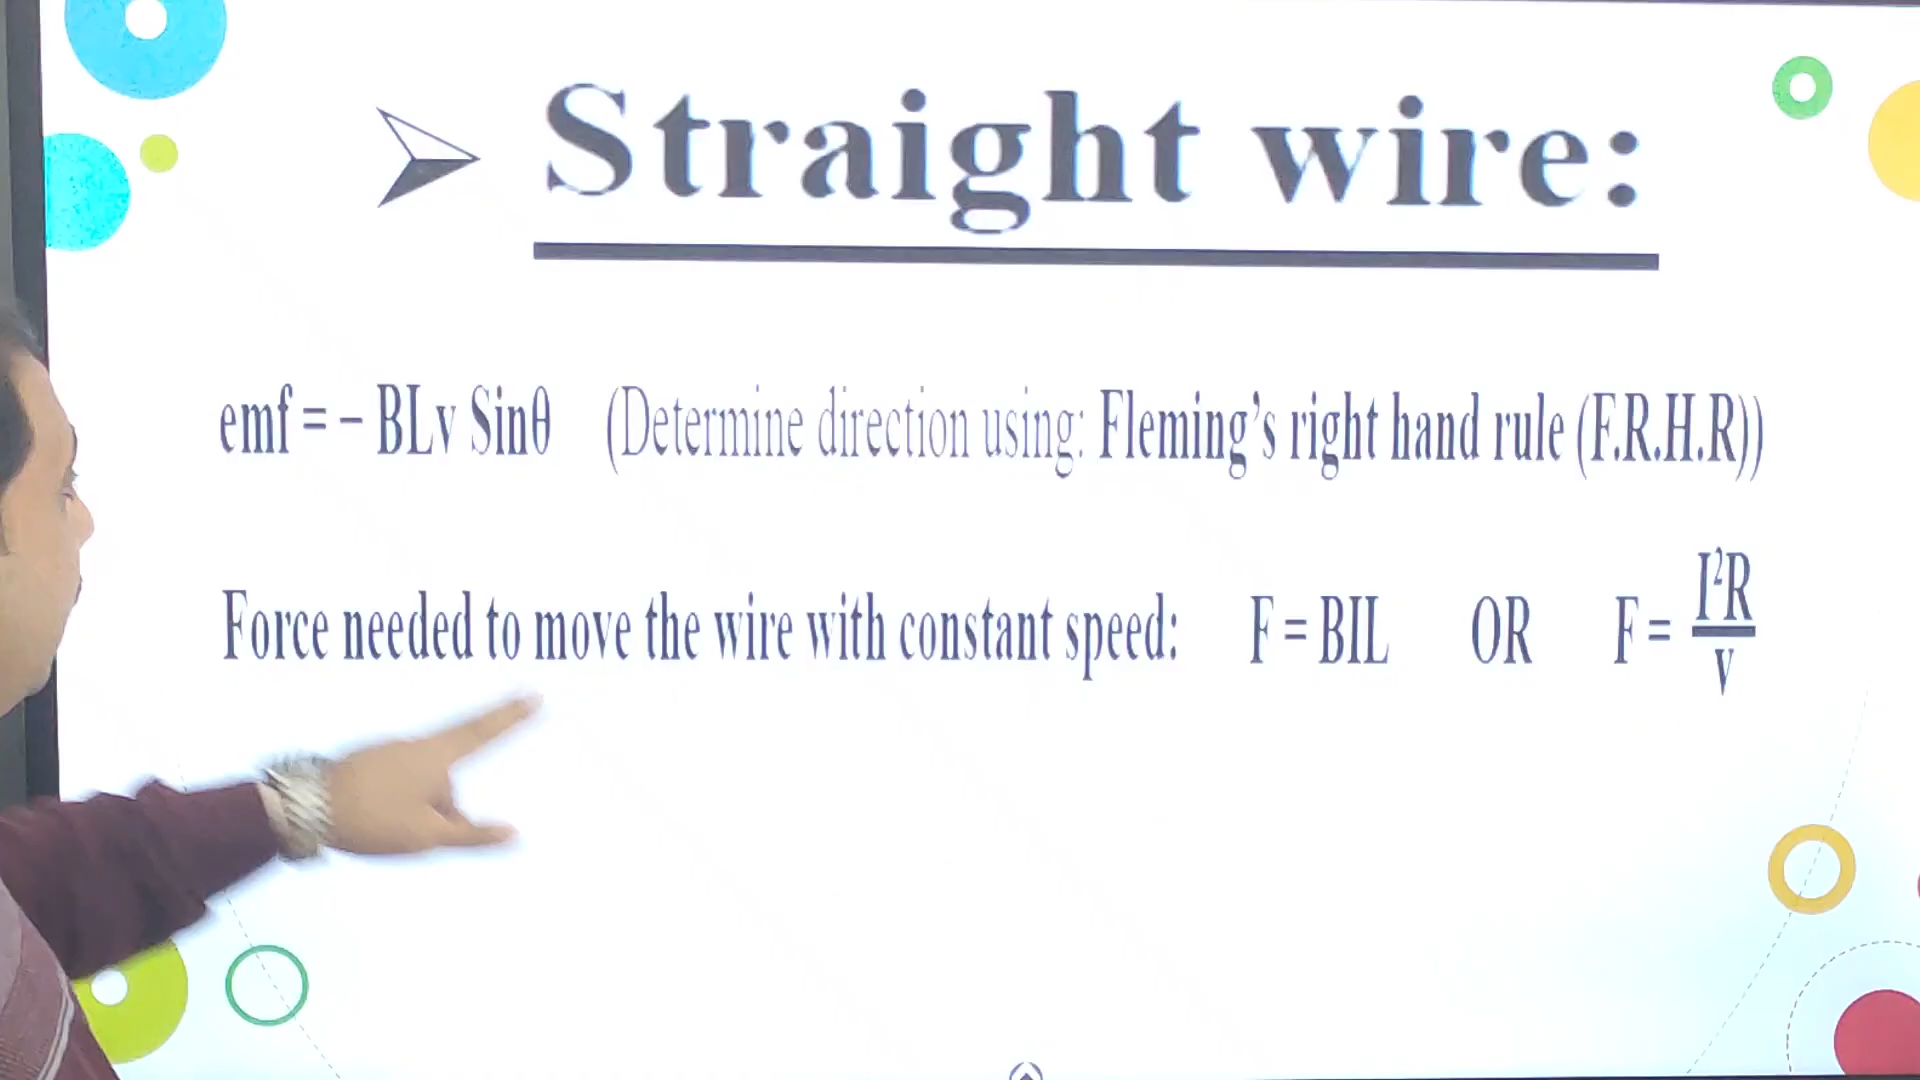 ➢ Straight wire:
emf = – BLv Sinθ (Determine direction using: Fleming’s right hand rule (F.R.H.R))
Force needed to move the wire with constant speed: F = BIL OR F = I²R/v